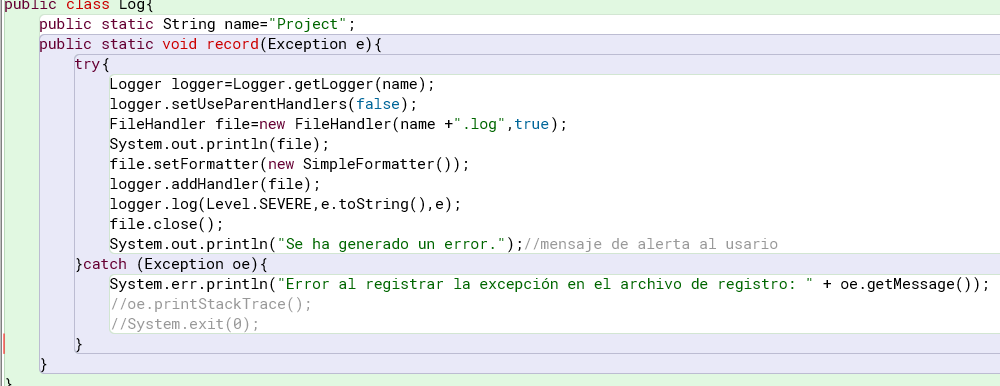 public class Log{
public static String name="Project";
public static void record(Exception e){
try{
Logger logger=Logger.getLogger(name);
logger.setUseParentHandlers(false);
FileHandler file=new FileHandler(name +".log",true);
System.out.println(file);
file.setFormatter(new SimpleFormatter());
logger.addHandler(file);
logger.log(Level.SEVERE,e.toString(),e);
file.close();
System.out.println("Se ha generado un error.");//mensaje de alerta al usario
}catch (Exception oe){
System.err.println("Error al registrar la excepción en el archivo de registro: " + oe.getMessage());
//oe.printStackTrace();
//System.exit(0);
}
}
}